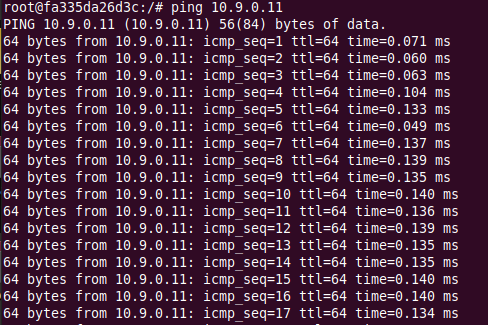 root@fa335da26d3c:/# ping 10.9.0.11
PING 10.9.0.11 (10.9.0.11) 56(84) bytes of data.
64 bytes from 10.9.0.11: icmp_seq=1 ttl=64 time=0.071 ms
64 bytes from 10.9.0.11: icmp_seq=2 ttl=64 time=0.060 ms
64 bytes from 10.9.0.11: icmp_seq=3 ttl=64 time=0.063 ms
64 bytes from 10.9.0.11: icmp_seq=4 ttl=64 time=0.104 ms
64 bytes from 10.9.0.11: icmp_seq=5 ttl=64 time=0.133 ms
64 bytes from 10.9.0.11: icmp_seq=6 ttl=64 time=0.049 ms
64 bytes from 10.9.0.11: icmp_seq=7 ttl=64 time=0.137 ms
64 bytes from 10.9.0.11: icmp_seq=8 ttl=64 time=0.139 ms
64 bytes from 10.9.0.11: icmp_seq=9 ttl=64 time=0.135 ms
64 bytes from 10.9.0.11: icmp_seq=10 ttl=64 time=0.140 ms
64 bytes from 10.9.0.11: icmp_seq=11 ttl=64 time=0.136 ms
64 bytes from 10.9.0.11: icmp_seq=12 ttl=64 time=0.139 ms
64 bytes from 10.9.0.11: icmp_seq=13 ttl=64 time=0.135 ms
64 bytes from 10.9.0.11: icmp_seq=14 ttl=64 time=0.135 ms
64 bytes from 10.9.0.11: icmp_seq=15 ttl=64 time=0.140 ms
64 bytes from 10.9.0.11: icmp_seq=16 ttl=64 time=0.140 ms
64 bytes from 10.9.0.11: icmp_seq=17 ttl=64 time=0.134 ms